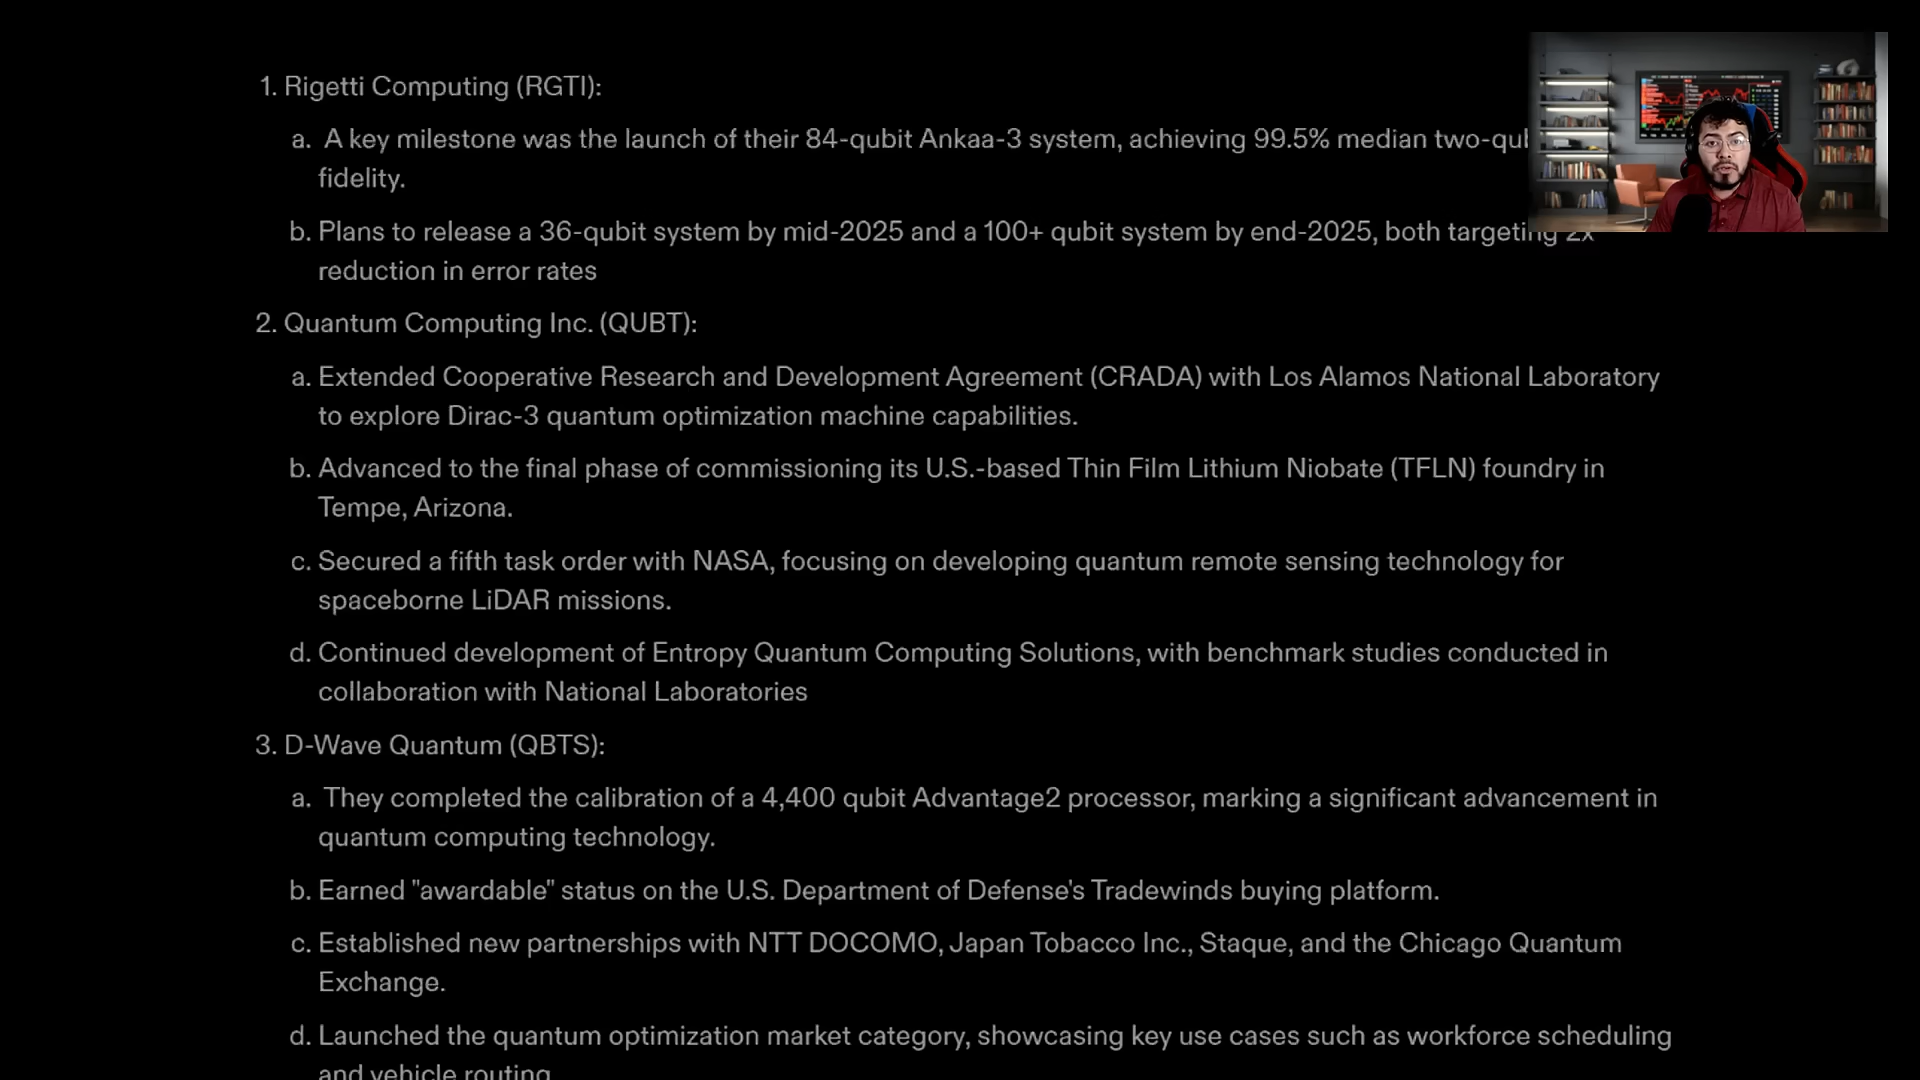 1. Rigetti Computing (RGTI):
a. A key milestone was the launch of their 84-qubit Ankaa-3 system, achieving 99.5% median
fidelity.
b. Plans to release a 36-qubit system by mid-2025 and a 100+ qubit system by end-2025, both targeting 2x
reduction in error rates
2. Quantum Computing Inc. (QUBT):
a. Extended Cooperative Research and Development Agreement (CRADA) with Los Alamos National Laboratory
to explore Dirac-3 quantum optimization machine capabilities.
b. Advanced to the final phase of commissioning its U.S.-based Thin Film Lithium Niobate (TFLN) foundry in
Tempe, Arizona.
c. Secured a fifth task order with NASA, focusing on developing quantum remote sensing technology for
spaceborne LiDAR missions.
d. Continued development of Entropy Quantum Computing Solutions, with benchmark studies conducted in
collaboration with National Laboratories
3. D-Wave Quantum (QBTS):
a. They completed the calibration of a 4,400 qubit Advantage2 processor, marking a significant advancement in
quantum computing technology.
b. Earned "awardable" status on the U.S. Department of Defense's Tradewinds buying platform.
c. Established new partnerships with NTT DOCOMO, Japan Tobacco Inc., Staque, and the Chicago Quantum
Exchange.
d. Launched the quantum optimization market category, showcasing key use cases such as workforce scheduling
and vehicle routing